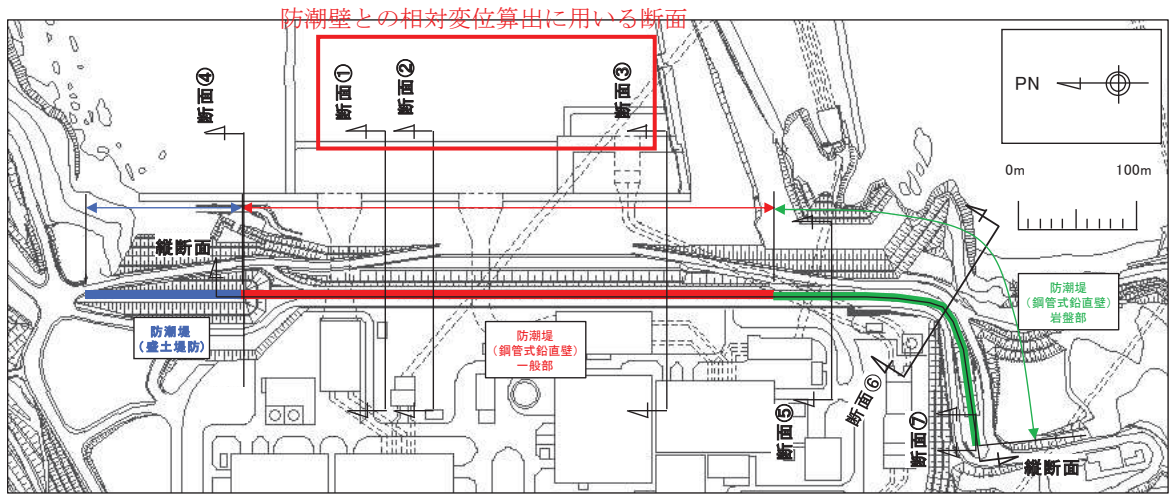 防潮壁との相対変位算出に用いる断面
断面④
断面①
断面②
断面③
PN
0m
100m
縦断面
防潮堤
（盛土堤防）
防潮堤
（鋼管式鉛直壁）
一般部
防潮堤
（鋼管式鉛直壁）
岩盤部
断面⑤
断面⑥
断面⑦
縦断面